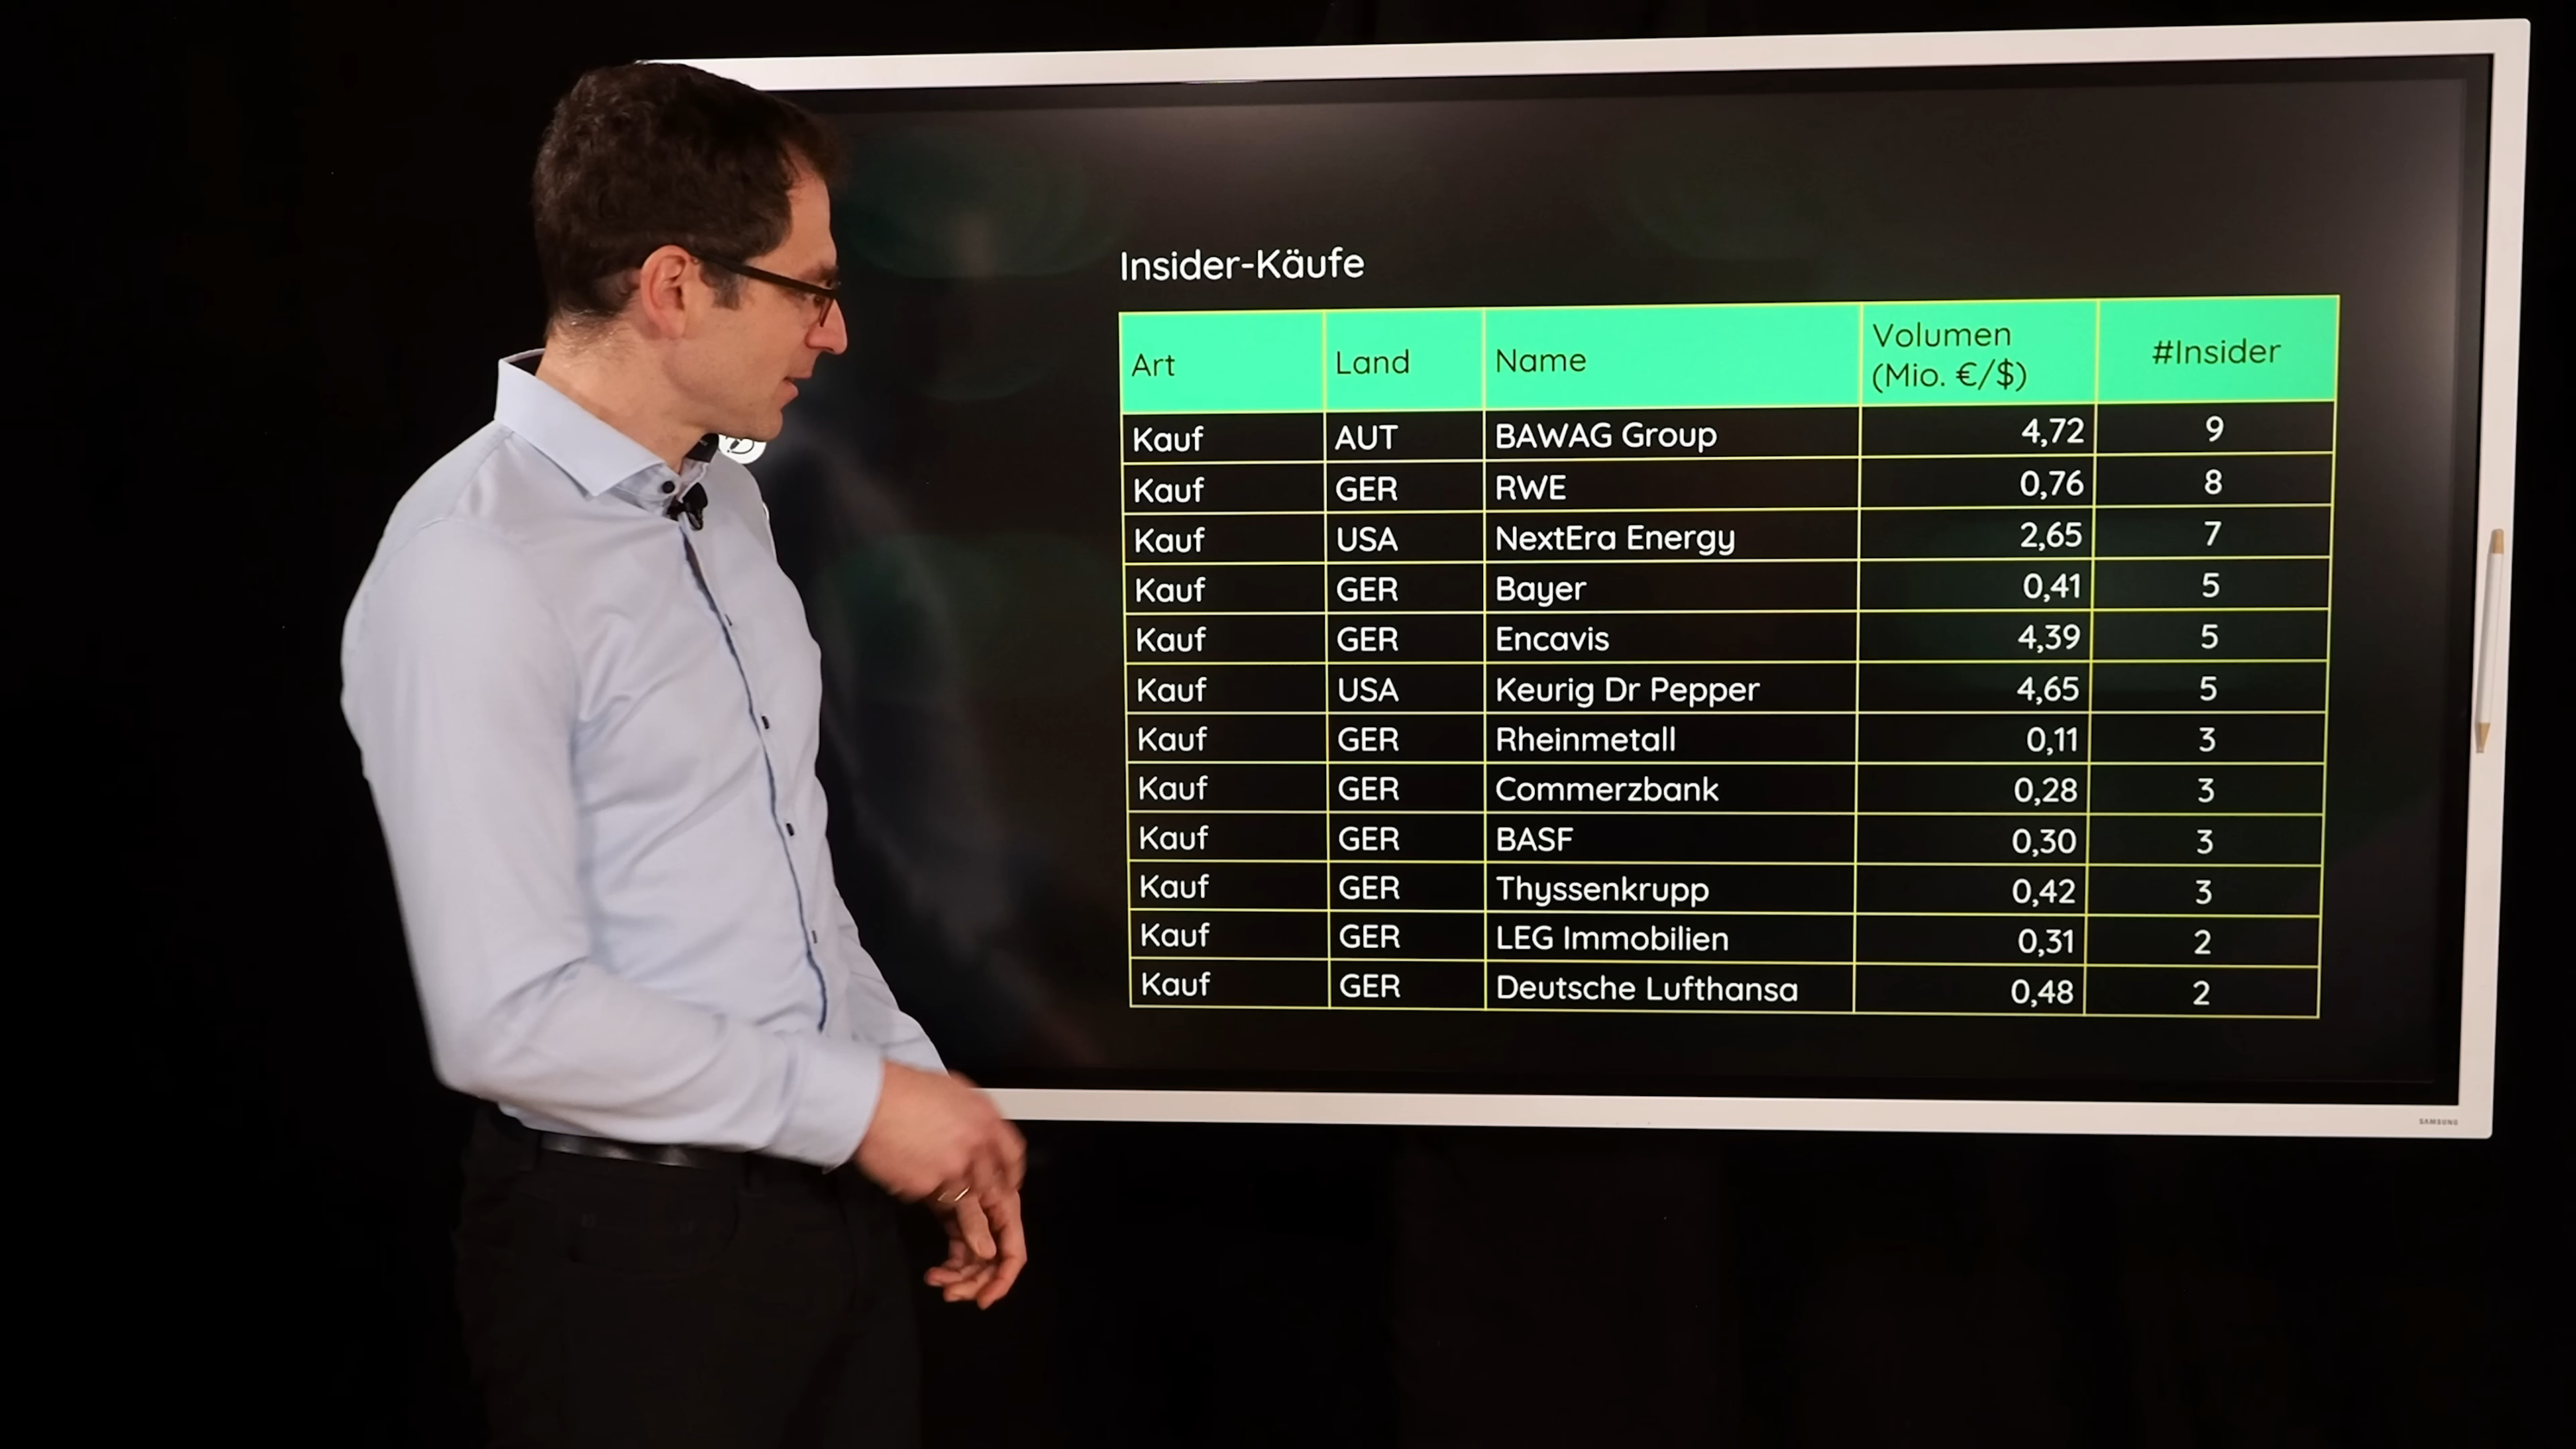 Insider-Käufe
Art Land Name Volumen (Mio. €/$) #Insider
Kauf AUT BAWAG Group 4,72 9
Kauf GER RWE 0,76 8
Kauf USA NextEra Energy 2,65 7
Kauf GER Bayer 0,41 5
Kauf GER Encavis 4,39 5
Kauf USA Keurig Dr Pepper 4,65 5
Kauf GER Rheinmetall 0,11 3
Kauf GER Commerzbank 0,28 3
Kauf GER BASF 0,30 3
Kauf GER Thyssenkrupp 0,42 3
Kauf GER LEG Immobilien 0,31 2
Kauf GER Deutsche Lufthansa 0,48 2
SAMSUNG